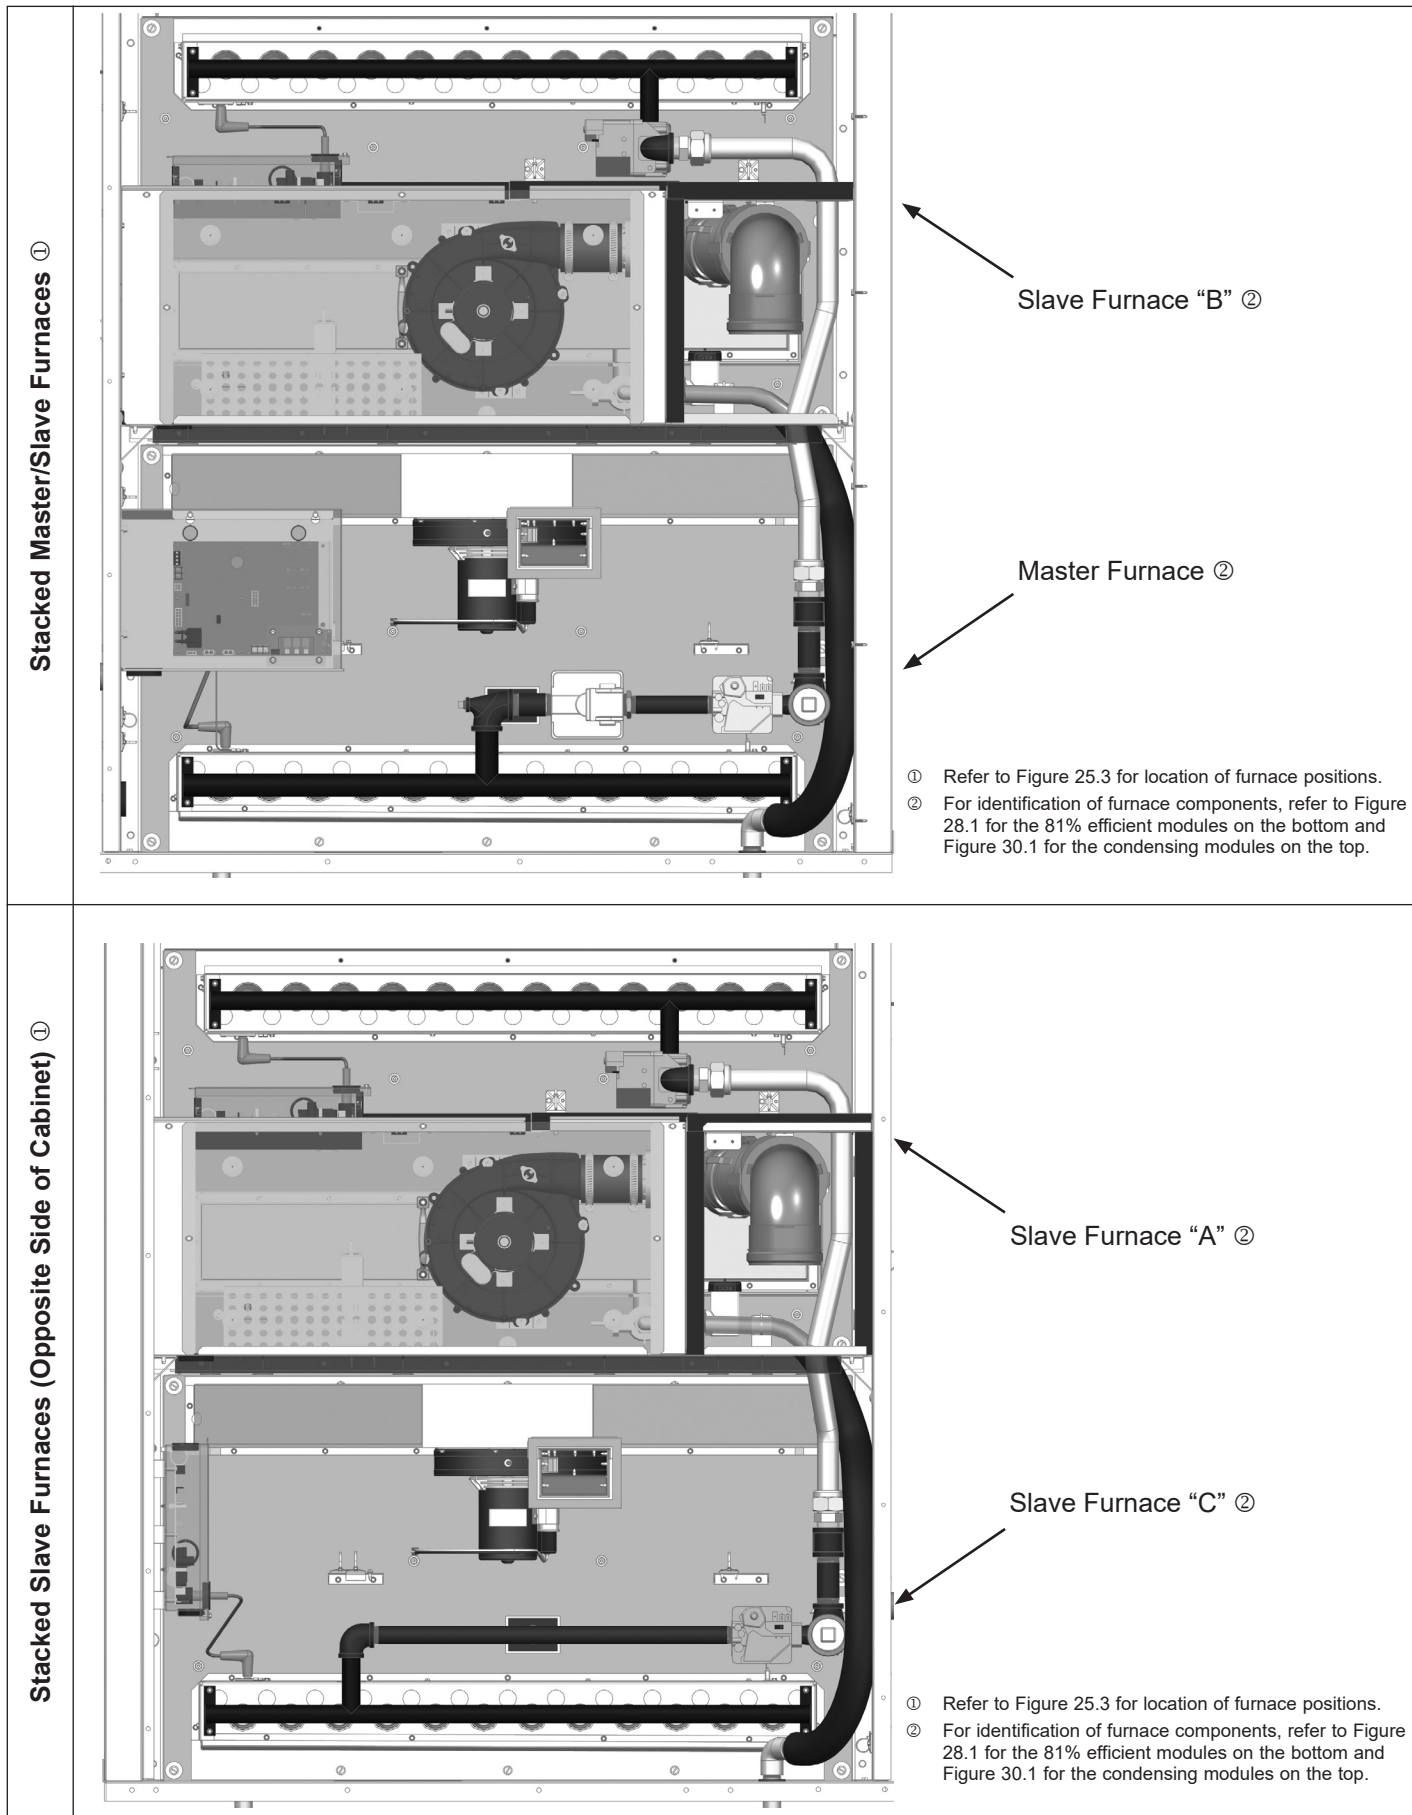 Stacked Master/Slave Furnaces ①
Slave Furnace “B” ②
Master Furnace ②
① Refer to Figure 25.3 for location of furnace positions.
② For identification of furnace components, refer to Figure
28.1 for the 81% efficient modules on the bottom and
Figure 30.1 for the condensing modules on the top.
Stacked Slave Furnaces (Opposite Side of Cabinet) ①
Slave Furnace “A” ②
Slave Furnace “C” ②
① Refer to Figure 25.3 for location of furnace positions.
② For identification of furnace components, refer to Figure
28.1 for the 81% efficient modules on the bottom and
Figure 30.1 for the condensing modules on the top.